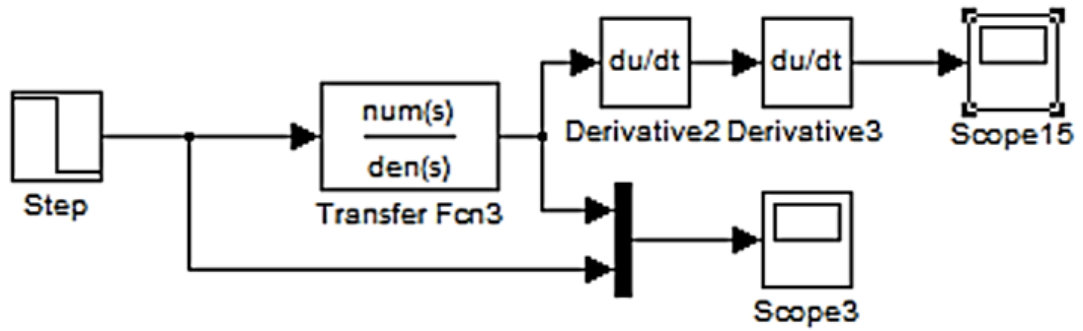 du/dt
du/dt
Derivative2
Derivative3
Scope15
Step
num(s)
den(s)
Transfer Fcn3
Scope3